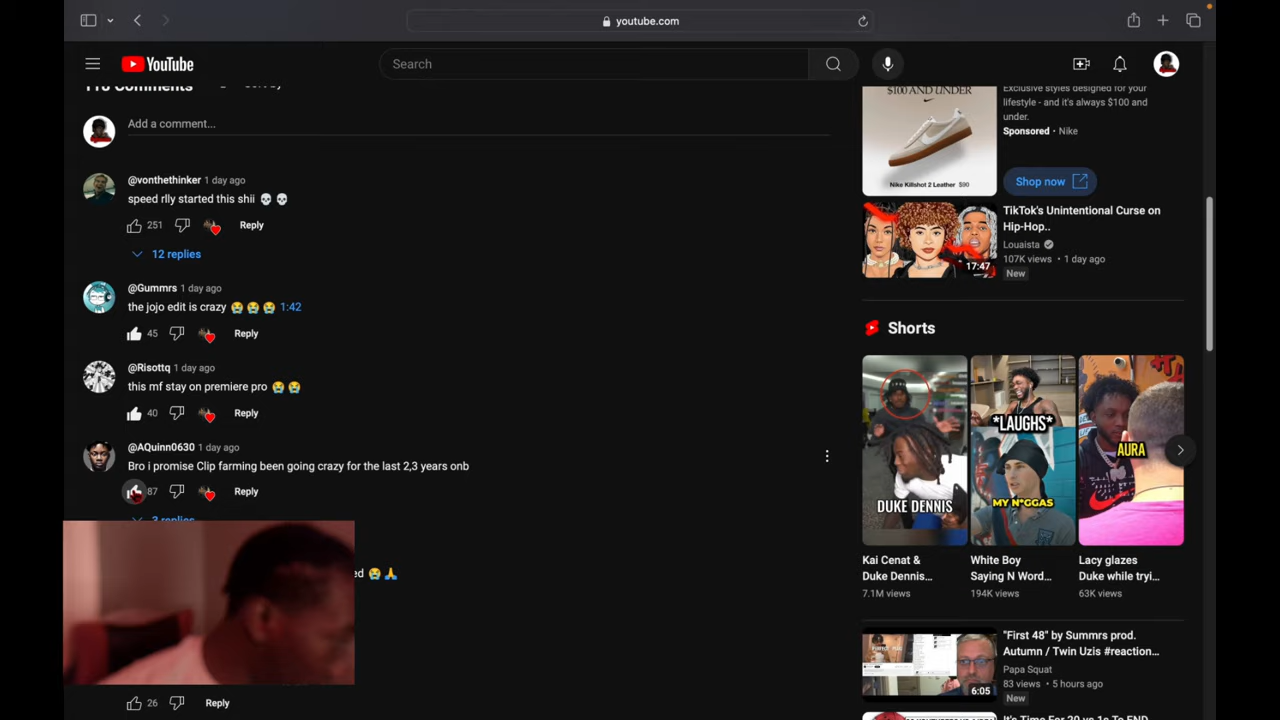 youtube.com
YouTube
Search
118 Comments
Sort by
Add a comment...
@vonthethinker 1 day ago
speed rlly started this shii 💀 💀
251 Reply
12 replies
@Gummrs 1 day ago
the jojo edit is crazy 😭 😭 😭 1:42
45 Reply
@Risottq 1 day ago
this mf stay on premiere pro 😭 😭
40 Reply
@AQuinn0630 1 day ago
Bro i promise Clip farming been going crazy for the last 2,3 years onb
87 Reply
3 replies
ed 😭 🙏
26 Reply
$100 AND UNDER
Nike Killshot 2 Leather $90
Exclusive styles designed for your
lifestyle - and it's always $100 and
under.
Sponsored • Nike
Shop now
17:47
TikTok's Unintentional Curse on
Hip-Hop..
Louaista
107K views • 1 day ago
New
Shorts
DUKE DENNIS
*LAUGHS*
MY N*GGAS
AURA
Kai Cenat &
Duke Dennis...
7.1M views
White Boy
Saying N Word...
194K views
Lacy glazes
Duke while tryi...
63K views
6:05
"First 48" by Summrs prod.
Autumn / Twin Uzis #reaction...
Papa Squat
83 views • 5 hours ago
New
It's Time For 20 vs 1s To END